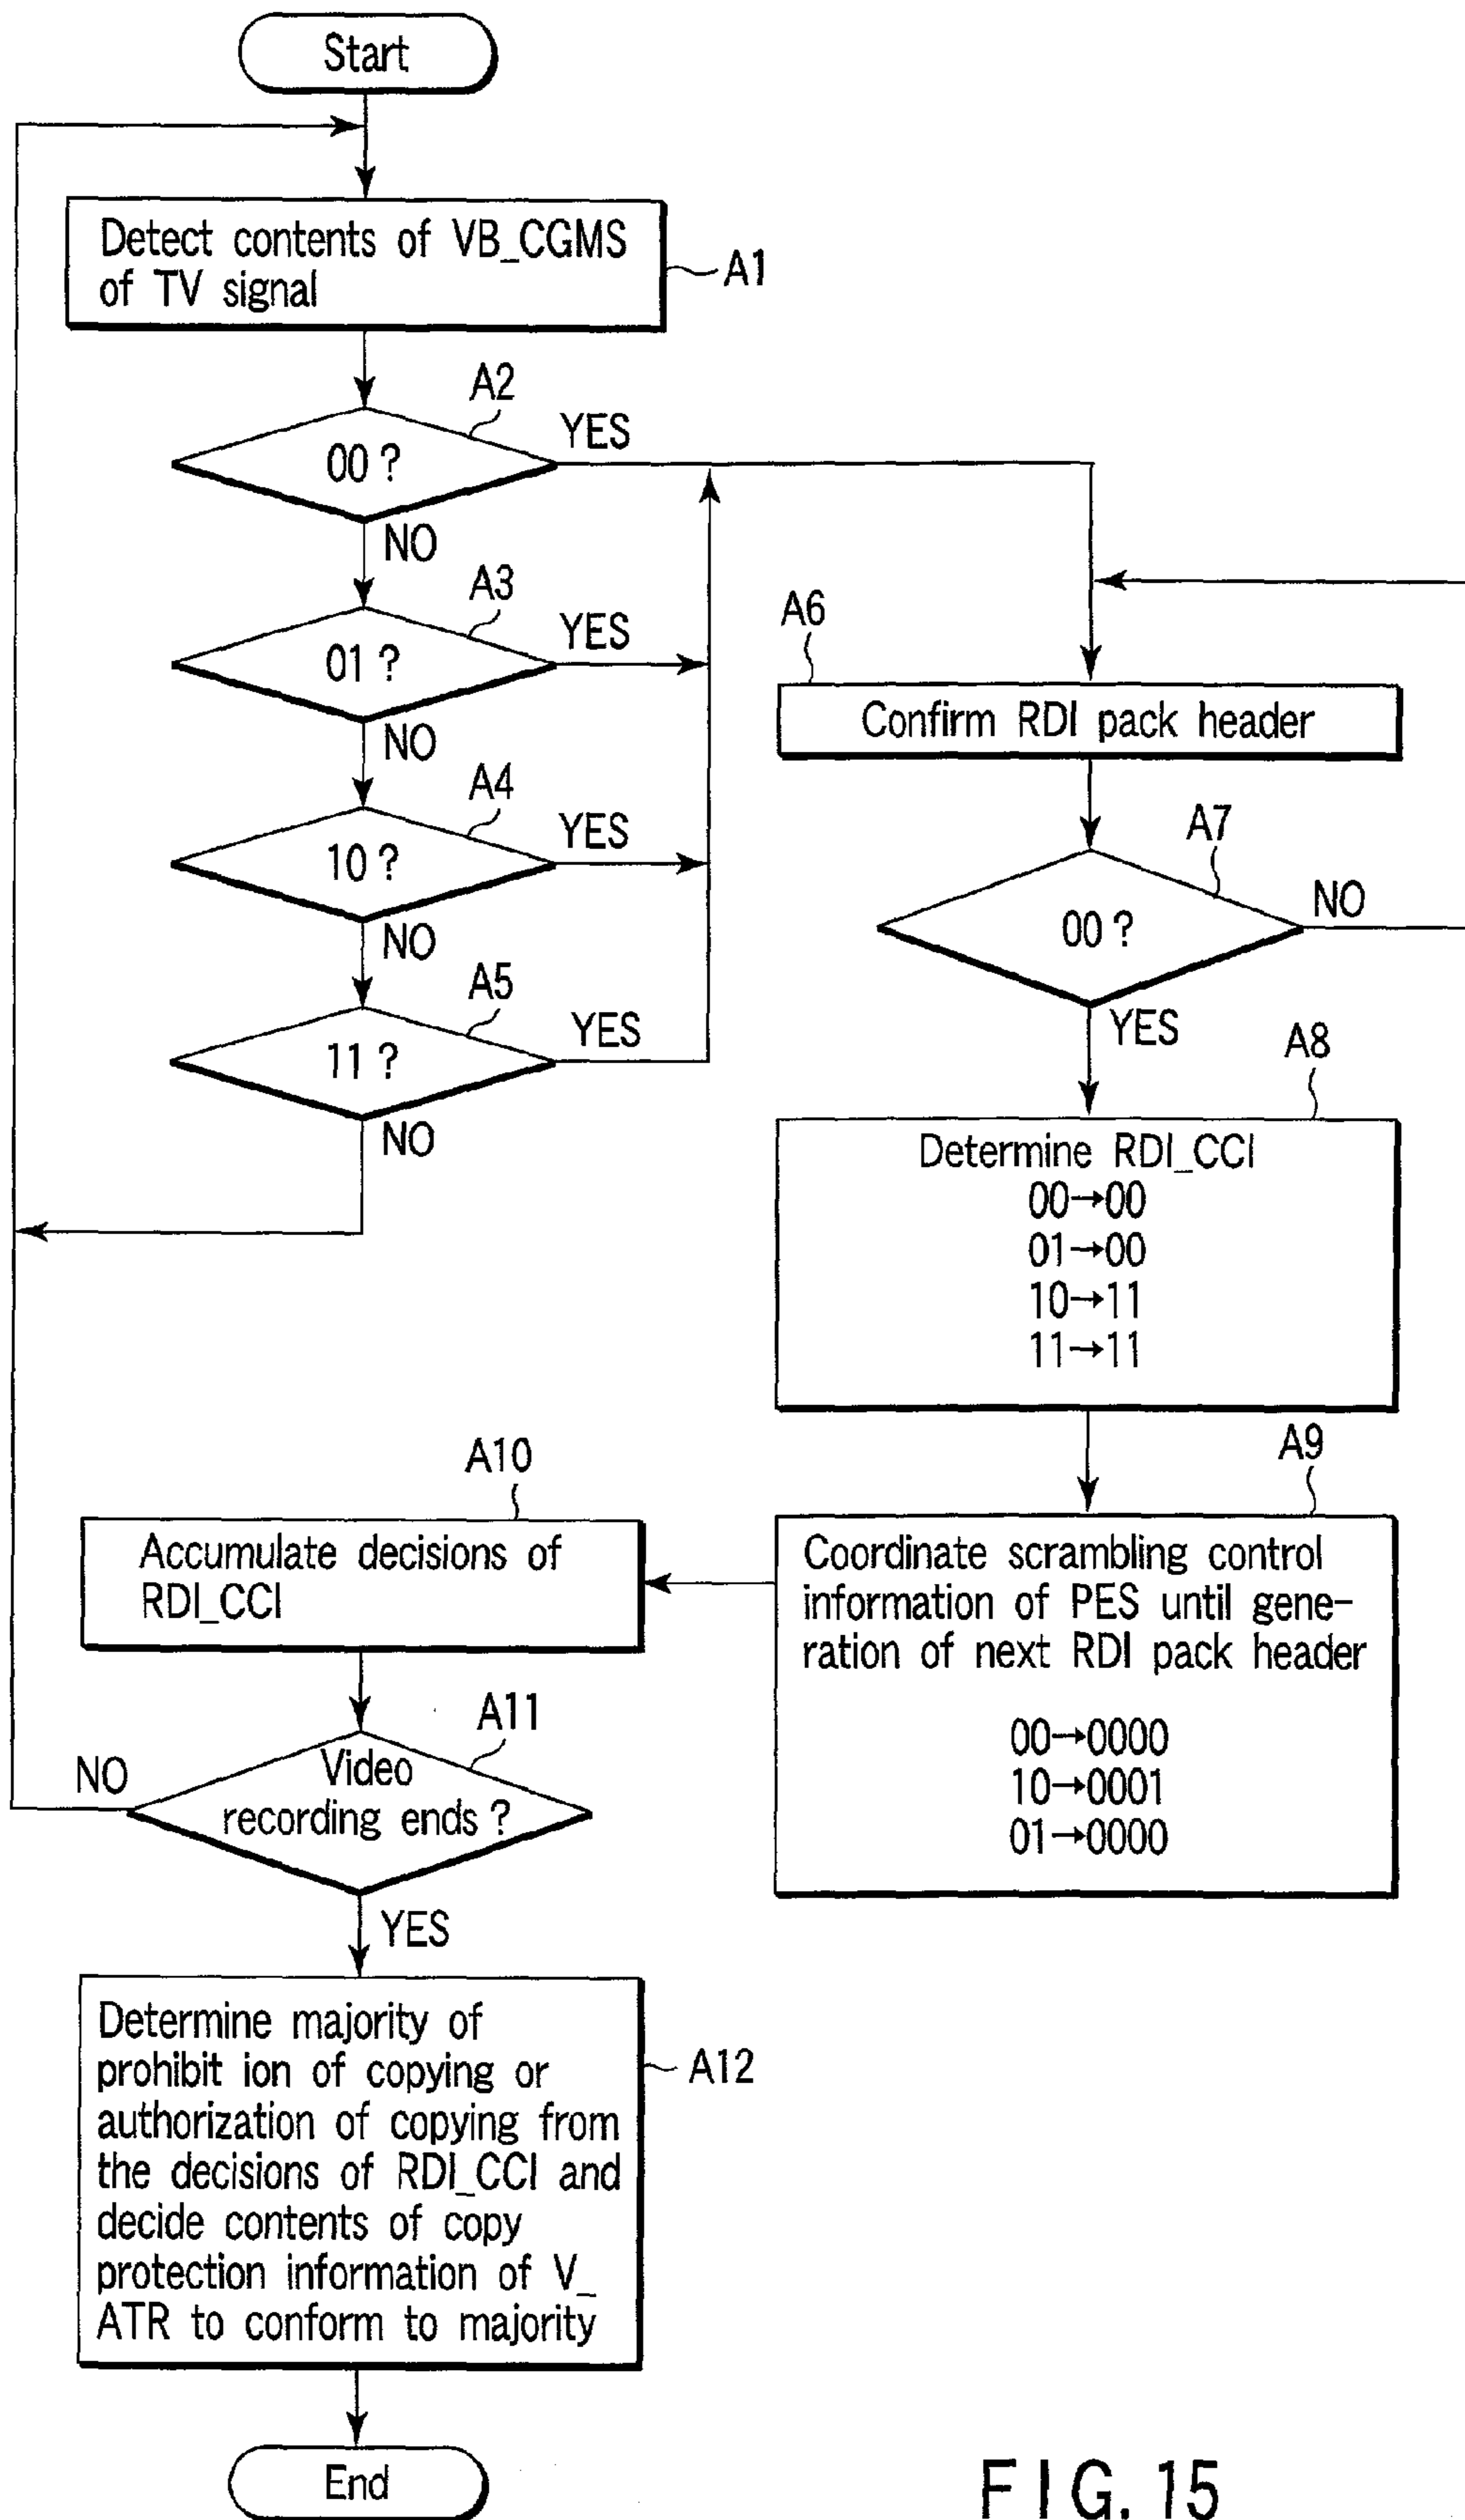 Start
Detect contents of VB_CGMS
of TV signal
A1
A2
00 ?
YES
NO
A3
01 ?
YES
NO
A4
10 ?
YES
NO
A5
11 ?
YES
NO
A6
Confirm RDI pack header
A7
00 ?
NO
YES
A8
Determine RDI_CCI
00→00
01→00
10→11
11→11
A9
Coordinate scrambling control
information of PES until gene-
ration of next RDI pack header
00→0000
10→0001
01→0000
A10
Accumulate decisions of
RDI_CCI
A11
Video
recording ends ?
NO
YES
Determine majority of
prohibit ion of copying or
authorization of copying from
the decisions of RDI_CCI and
decide contents of copy
protection information of V_
ATR to conform to majority
A12
End
FIG. 15